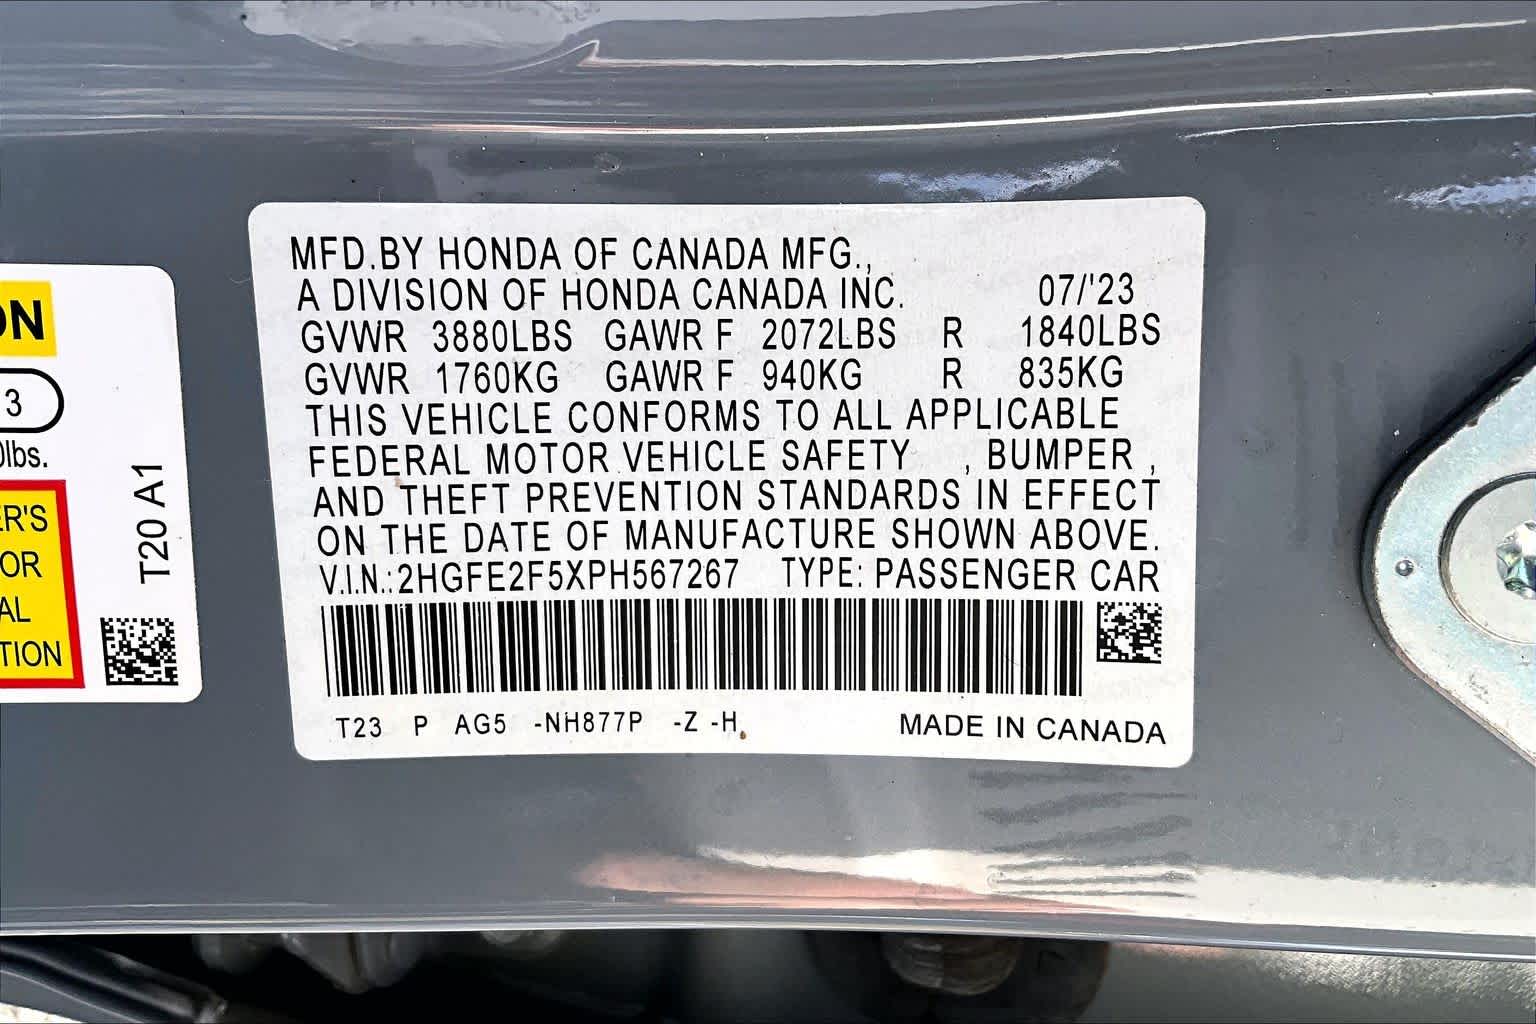 MFD.BY HONDA OF CANADA MFG.,
A DIVISION OF HONDA CANADA INC. 07/'23
GVWR 3880LBS GAWR F 2072LBS R 1840LBS
GVWR 1760KG GAWR F 940KG R 835KG
THIS VEHICLE CONFORMS TO ALL APPLICABLE
FEDERAL MOTOR VEHICLE SAFETY , BUMPER ,
AND THEFT PREVENTION STANDARDS IN EFFECT
ON THE DATE OF MANUFACTURE SHOWN ABOVE.
V.I.N.:2HGFE2F5XPH567267 TYPE: PASSENGER CAR
T23 P AG5 -NH877P -Z -H
MADE IN CANADA
ON
3
0lbs.
ER'S
OR
AL
TION
T20 A1